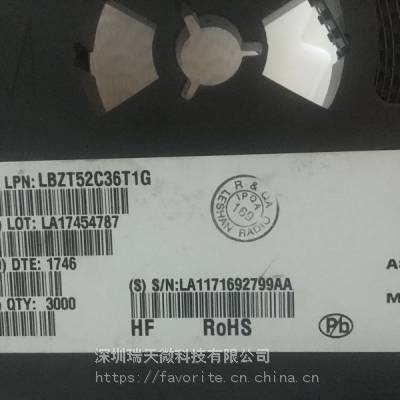 LPN: LBZT52C36T1G
LOT: LA17454787
DTE: 1746
QTY: 3000
R & QA
IPQA
169
LESHAN RADIO
(S) S/N:LA1171692799AA
HF RoHS
Pb
深圳瑞天微科技有限公司
https://favorite.cn.china.cn